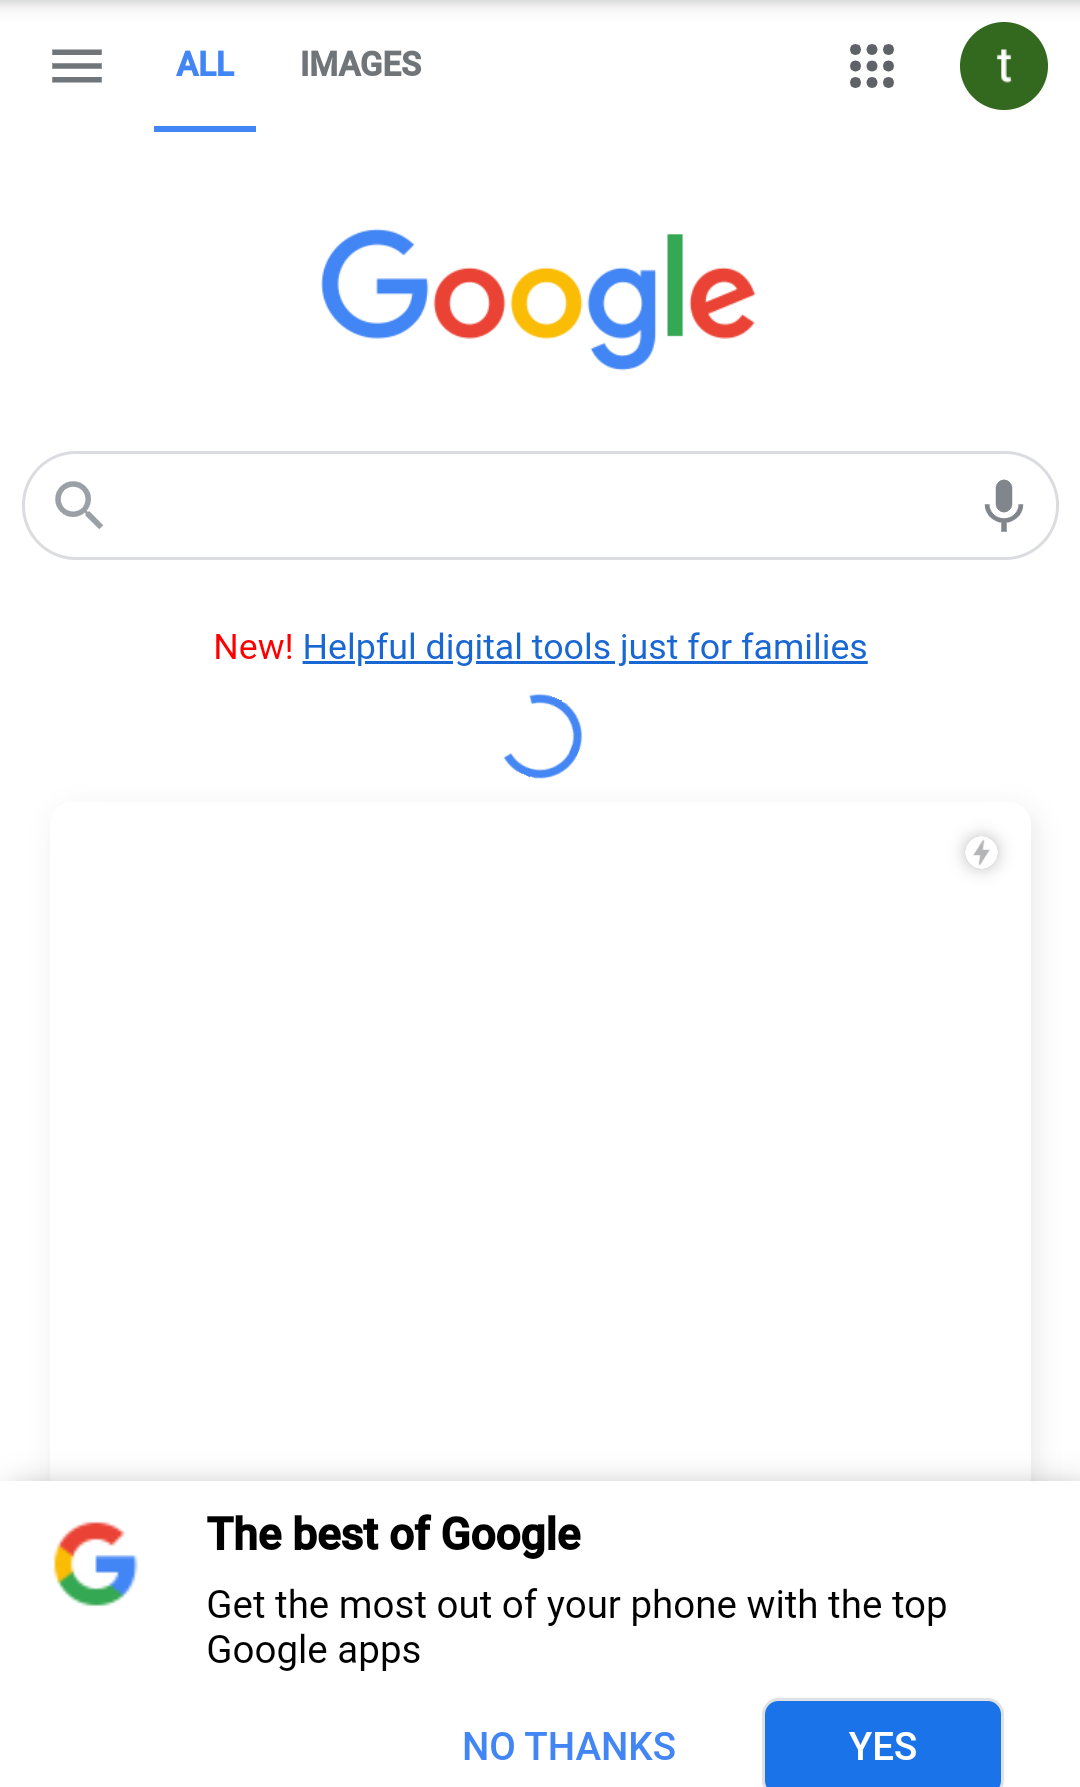 ALL IMAGES t
Google
New! Helpful digital tools just for families
The best of Google
Get the most out of your phone with the top
Google apps
NO THANKS YES